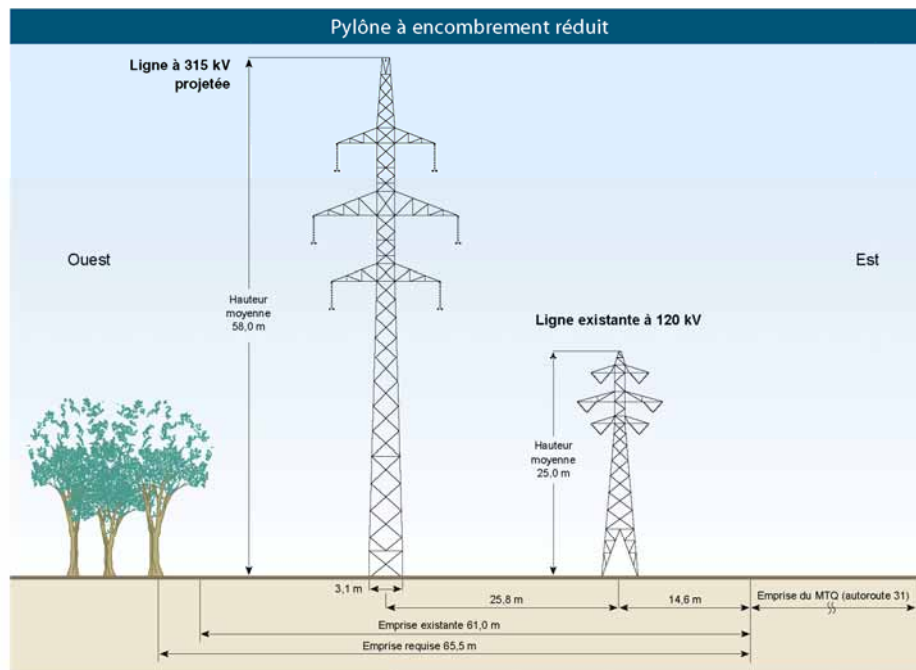 Pylône à encombrement réduit
Ligne à 315 kV
projetée
Ouest
Est
Hauteur
moyenne
58,0 m
Ligne existante à 120 kV
Hauteur
moyenne
25,0 m
3,1 m
25,8 m
14,6 m
Emprise du MTQ (autoroute 31)
Emprise existante 61,0 m
Emprise requise 65,5 m